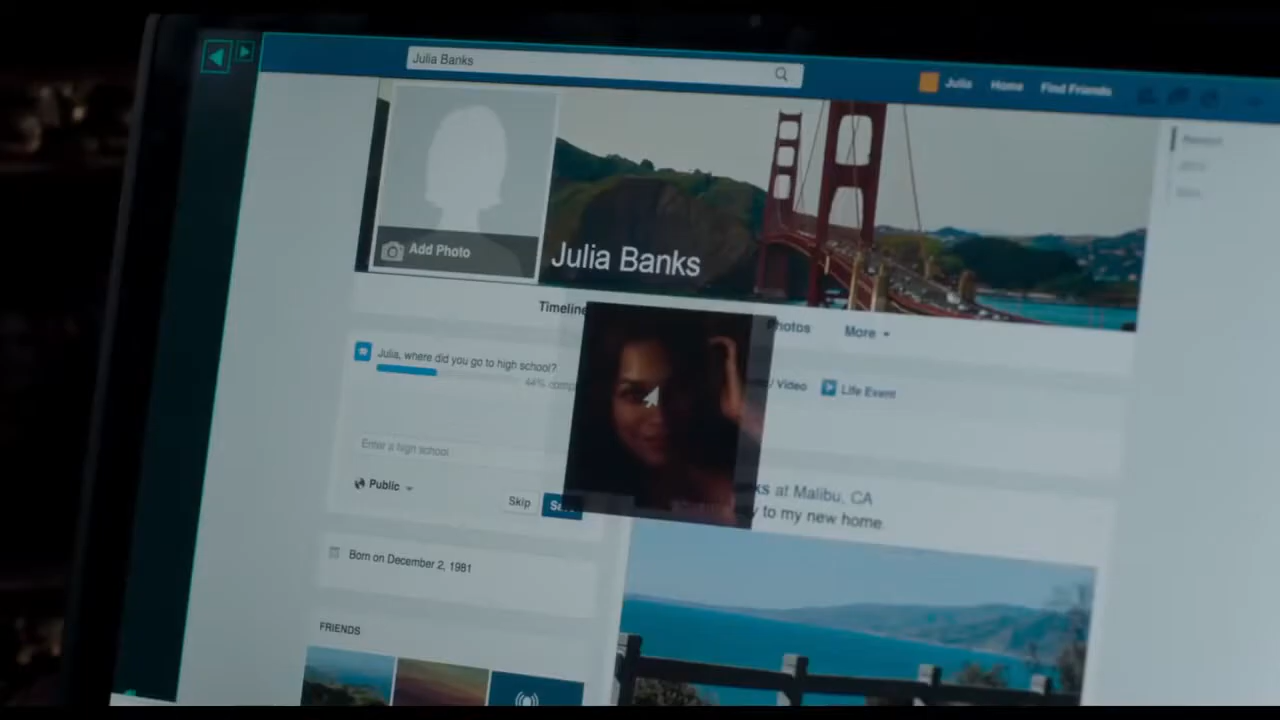 Julia Banks
Julia
Home
Find Friends
Add Photo
Julia Banks
Timeline
Photos
More
Julia, where did you go to high school?
44%
/ Video
Life Event
Enter a high school
Public
Skip
at Malibu, CA
to my new home.
Born on December 2, 1981
FRIENDS